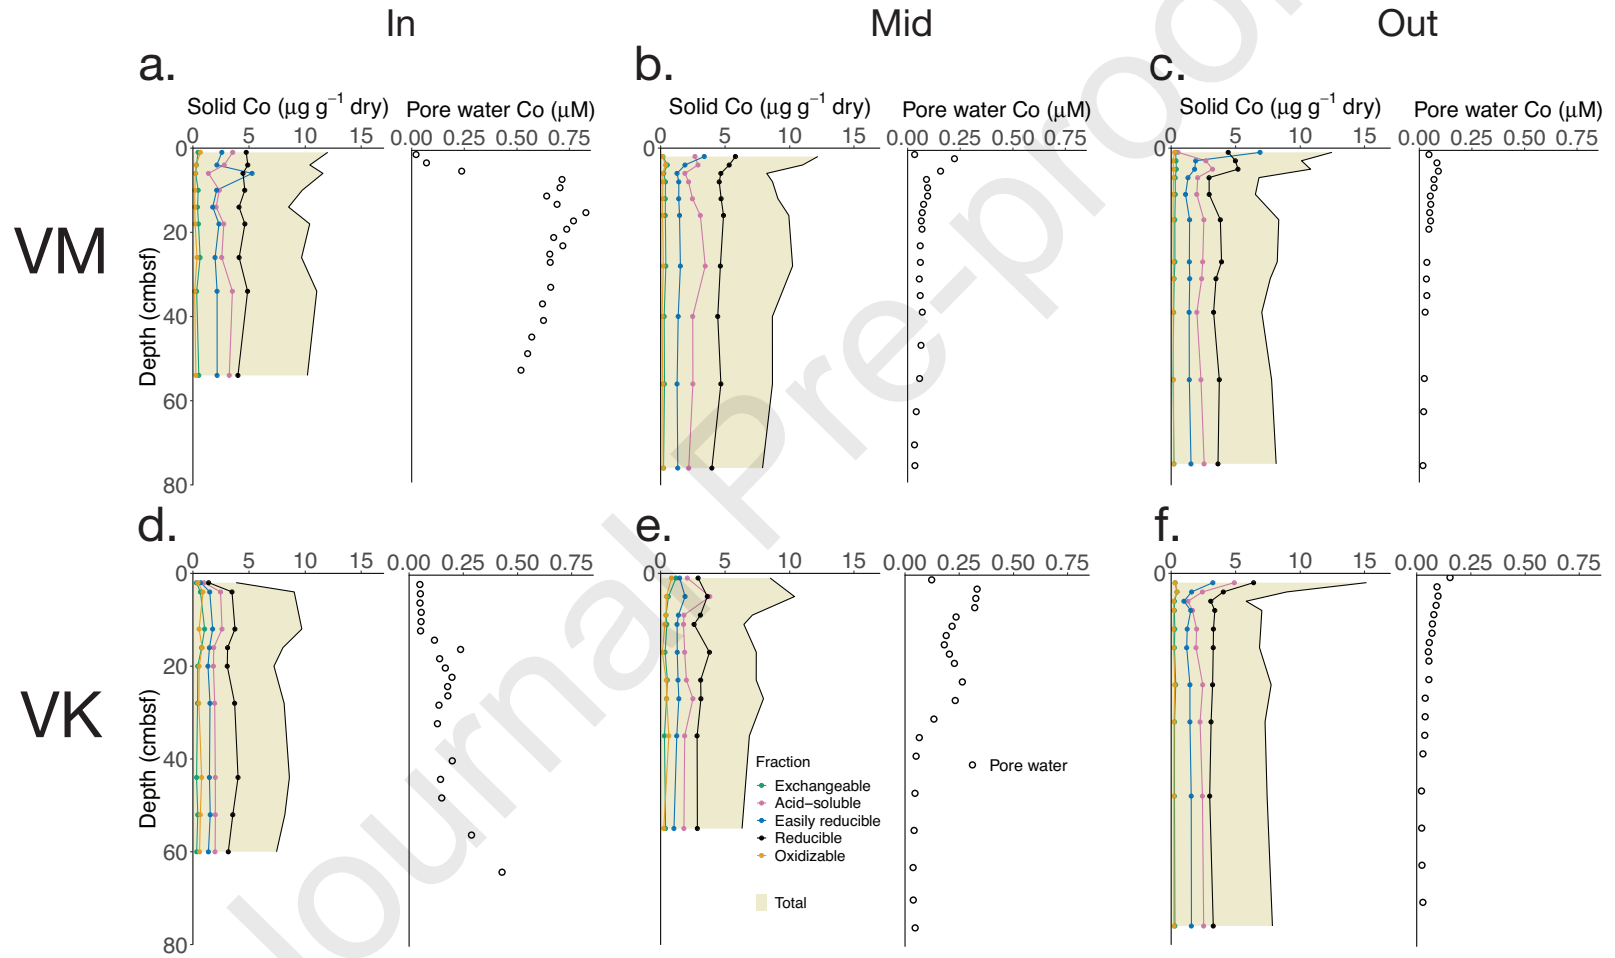 In Mid Out
a. b. c.
Solid Co (μg g⁻¹ dry) Pore water Co (μM) Solid Co (μg g⁻¹ dry) Pore water Co (μM) Solid Co (μg g⁻¹ dry) Pore water Co (μM)
0 5 10 15 0.00 0.25 0.50 0.75 0 5 10 15 0.00 0.25 0.50 0.75 0 5 10 15 0.00 0.25 0.50 0.75
0 0 0
VM
Depth (cmbsf)
20
40
60
80
d. e. f.
0 5 10 15 0.00 0.25 0.50 0.75 0 5 10 15 0.00 0.25 0.50 0.75 0 5 10 15 0.00 0.25 0.50 0.75
0 0 0
VK
Depth (cmbsf)
20
40
60
80
Fraction
Exchangeable
Acid−soluble
Easily reducible
Reducible
Oxidizable
Total
Pore water
Journal Pre-proof